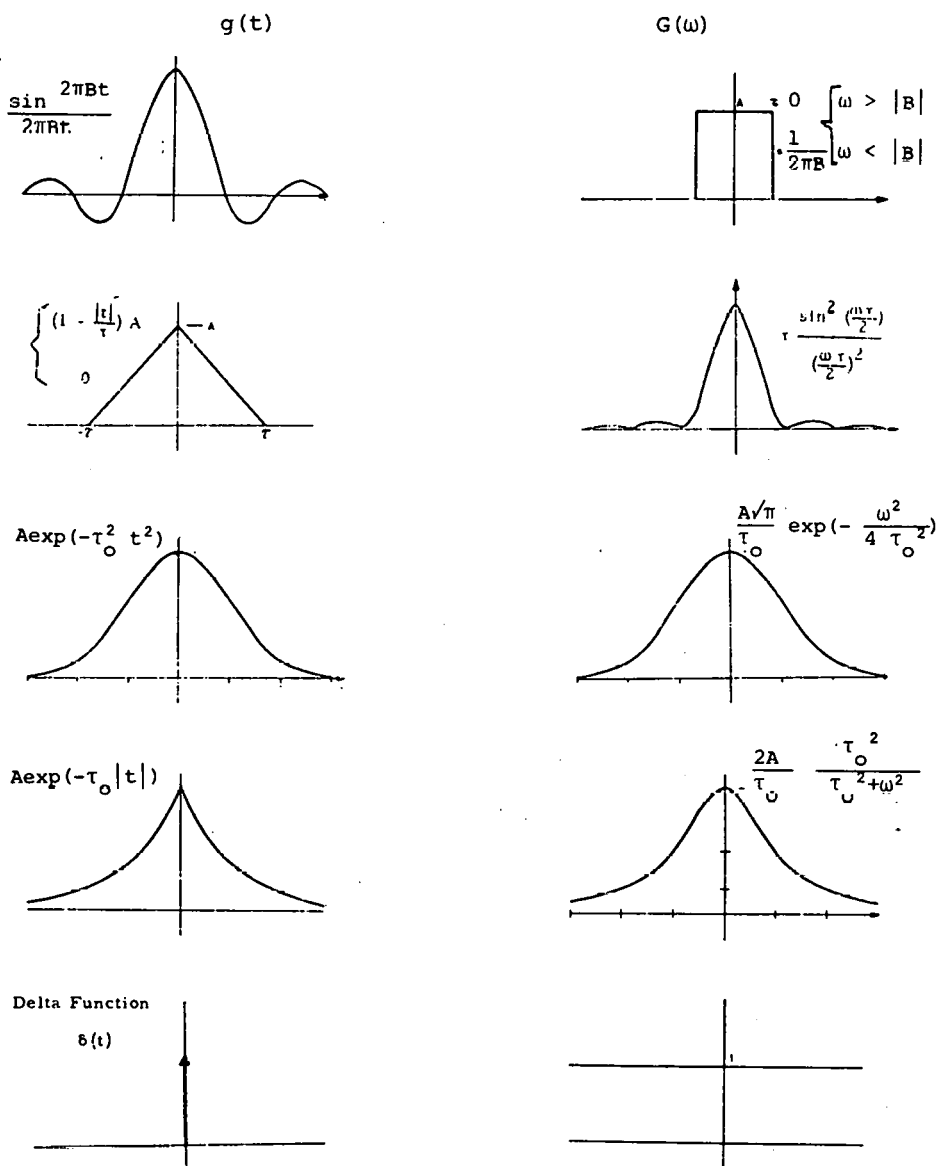 g(t)
G(ω)
sin 2πBt
2πBt
A
0
ω > |B|
1
2πB
ω < |B|
(1 - |t|/τ) A
0
A
-τ
τ
τ sin² (ωτ/2)
(ωτ/2)²
Aexp(-τ₀² t²)
A√π/τ₀ exp(- ω²/4 τ₀²)
Aexp(-τ₀|t|)
2A/τ₀ τ₀²/τ₀²+ω²
Delta Function
δ(t)
1